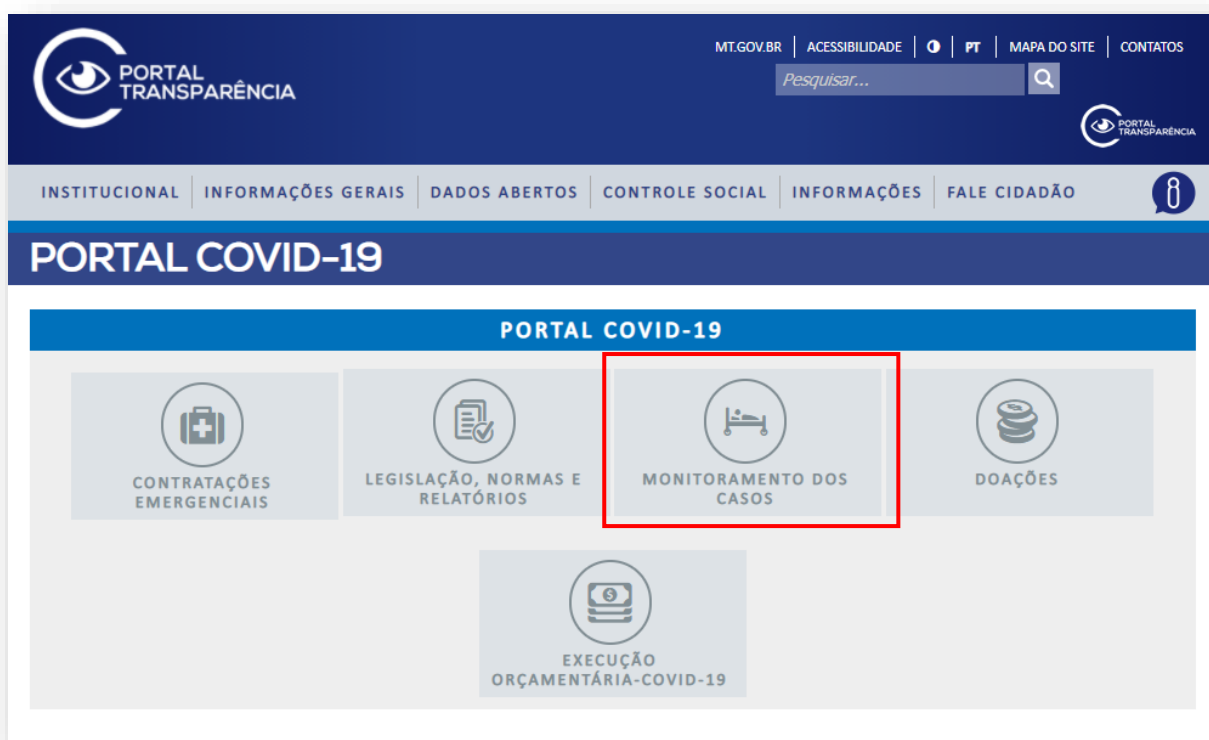 PORTAL
TRANSPARÊNCIA
MT.GOV.BR | ACESSIBILIDADE | PT | MAPA DO SITE | CONTATOS
Pesquisar...
PORTAL
TRANSPARÊNCIA
INSTITUCIONAL | INFORMAÇÕES GERAIS | DADOS ABERTOS | CONTROLE SOCIAL | INFORMAÇÕES | FALE CIDADÃO
PORTAL COVID-19
PORTAL COVID-19
CONTRATAÇÕES
EMERGENCIAIS
LEGISLAÇÃO, NORMAS E
RELATÓRIOS
MONITORAMENTO DOS
CASOS
DOAÇÕES
EXECUÇÃO
ORÇAMENTÁRIA-COVID-19